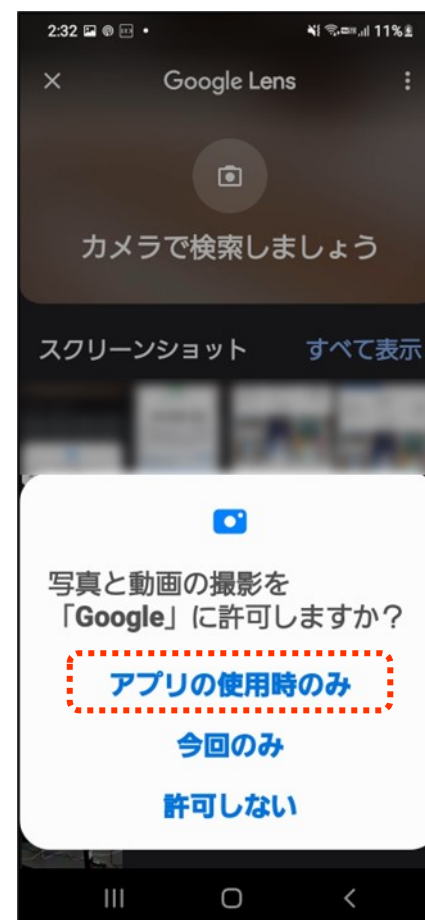 2:32
11%
Google Lens
カメラで検索しましょう
スクリーンショット すべて表示
写真と動画の撮影を
「Google」に許可しますか？
アプリの使用時のみ
今回のみ
許可しない